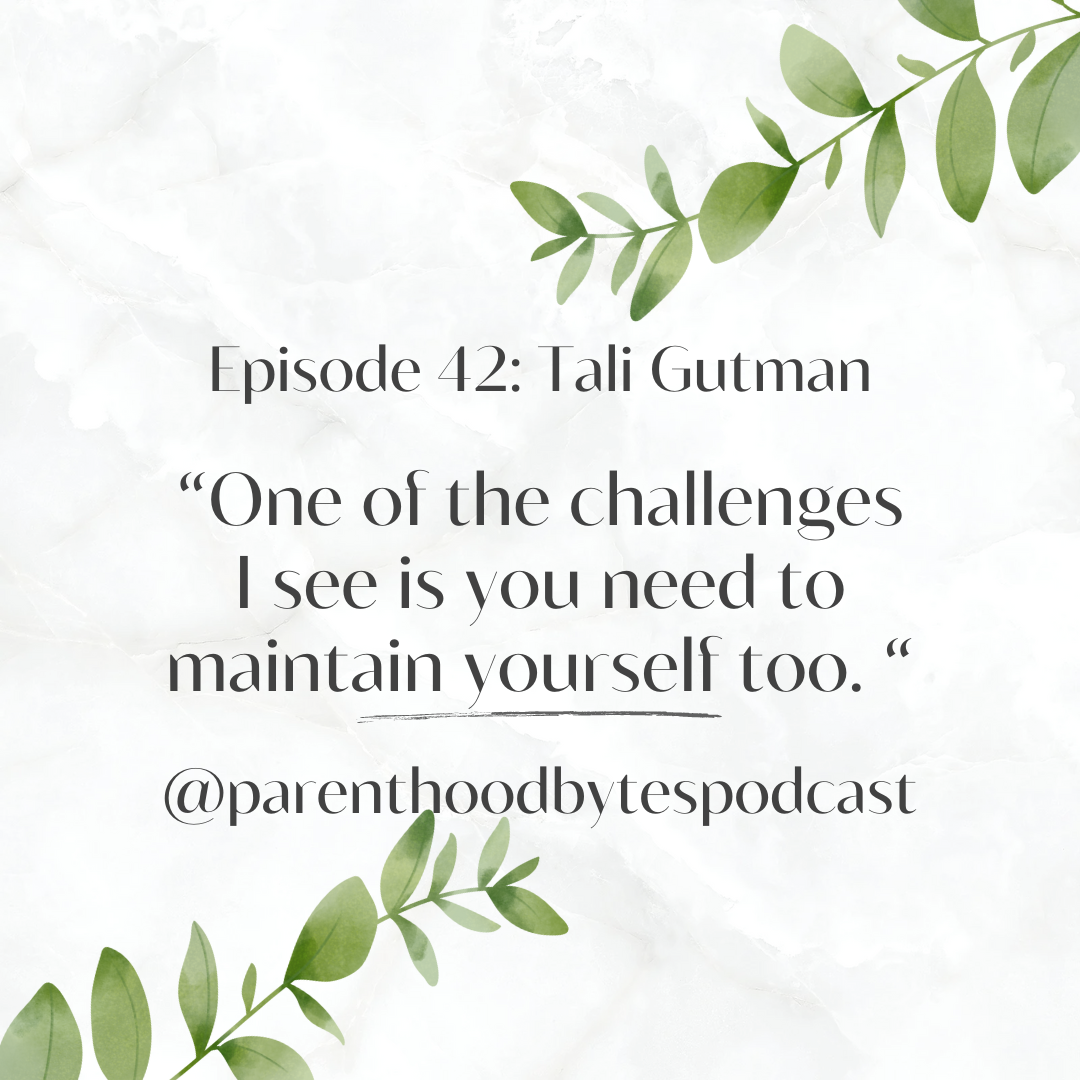 Episode 42: Tali Gutman
“One of the challenges
I see is you need to
maintain yourself too. “
@parenthoodbytespodcast